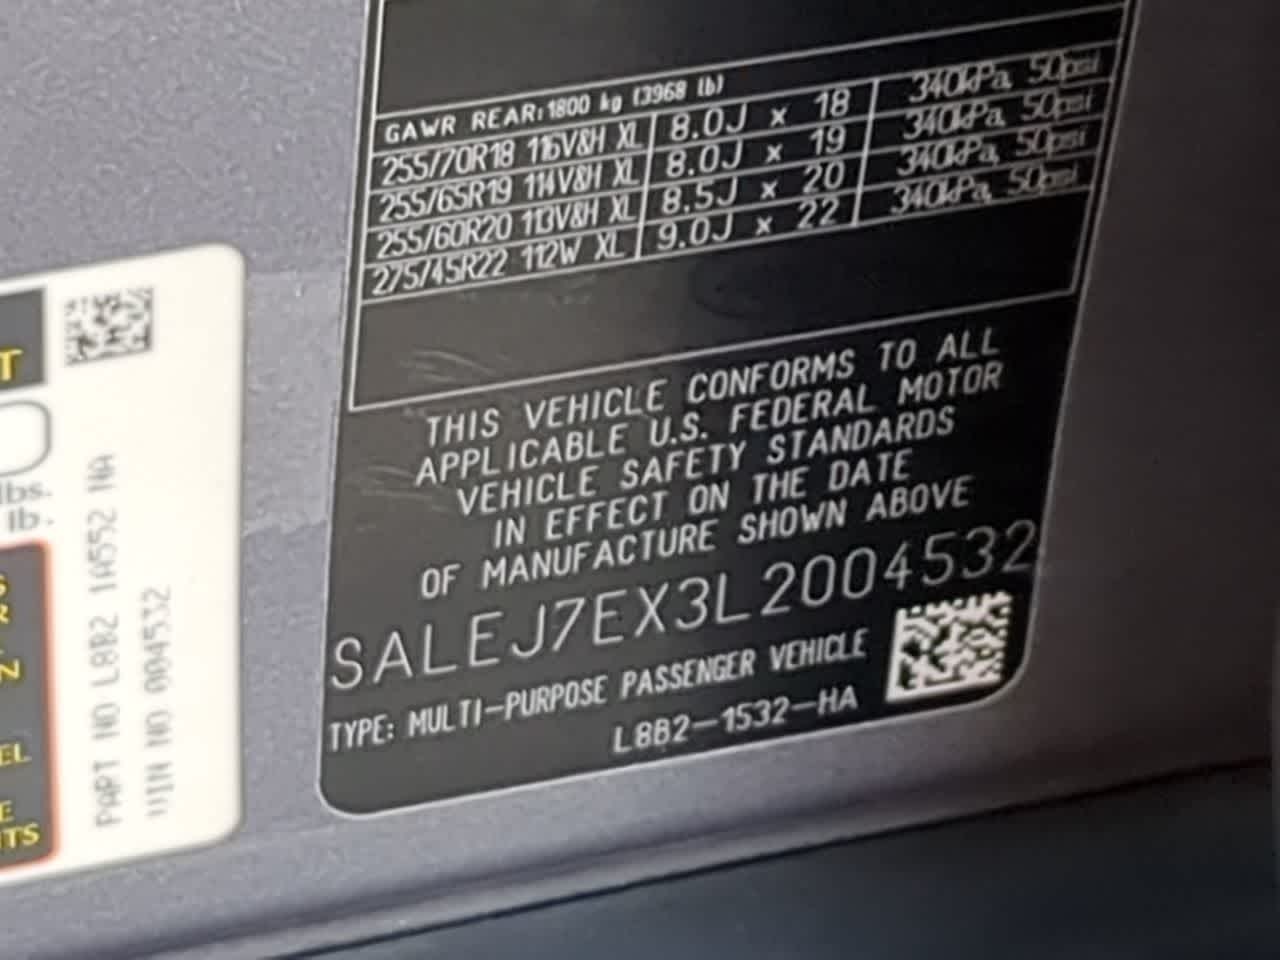 GAWR REAR: 1800 kg (3968 lb)
255/70R18 116V&H XL 8.0J x 18 340kPa, 50psi
255/65R19 114V&H XL 8.0J x 19 340kPa, 50psi
255/60R20 113V&H XL 8.5J x 20 340kPa, 50psi
275/45R22 112W XL 9.0J x 22 340kPa, 50psi
THIS VEHICLE CONFORMS TO ALL
APPLICABLE U.S. FEDERAL MOTOR
VEHICLE SAFETY STANDARDS
IN EFFECT ON THE DATE
OF MANUFACTURE SHOWN ABOVE
SALEJ7EX3L2004532
TYPE: MULTI-PURPOSE PASSENGER VEHICLE
L8B2-1532-HA
T
lbs.
lb.
S
R
N
EL
E
ITS
PART NO L8B2 1A552 HA
VIN NO 004532